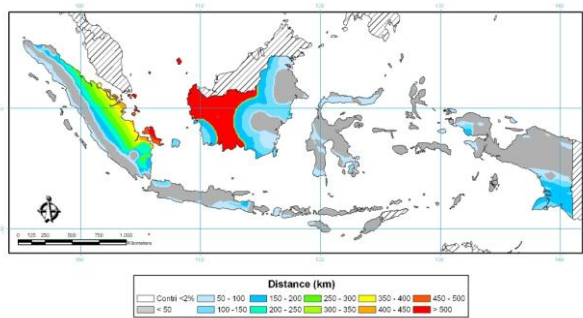 0 125 250 500 750 1,000
Kilometers
Distance (km)
Contri <2% 50 - 100 150 - 200 250 - 300 350 - 400 450 - 500
< 50 100 -150 200 - 250 300 - 350 400 - 450 > 500